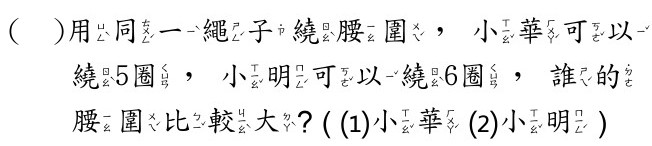 (　)用同一繩子繞腰圍，小華可以
繞5圈，小明可以繞6圈，誰的
腰圍比較大?((1)小華(2)小明)